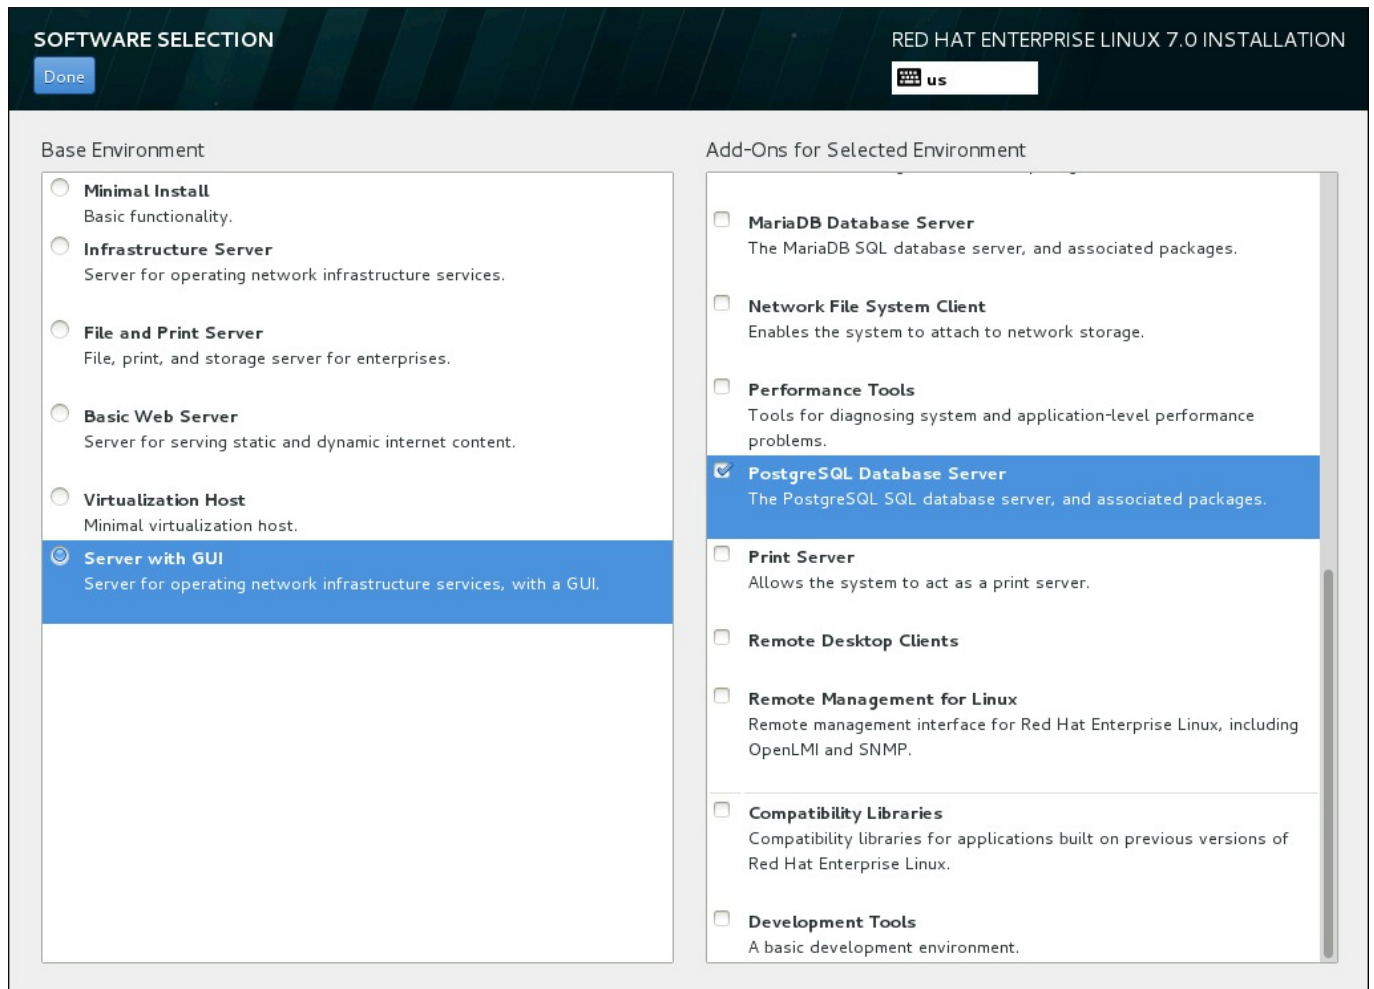 SOFTWARE SELECTION
RED HAT ENTERPRISE LINUX 7.0 INSTALLATION
Done
us
Base Environment
Minimal Install
Basic functionality.
Infrastructure Server
Server for operating network infrastructure services.
File and Print Server
File, print, and storage server for enterprises.
Basic Web Server
Server for serving static and dynamic internet content.
Virtualization Host
Minimal virtualization host.
Server with GUI
Server for operating network infrastructure services, with a GUI.
Add-Ons for Selected Environment
MariaDB Database Server
The MariaDB SQL database server, and associated packages.
Network File System Client
Enables the system to attach to network storage.
Performance Tools
Tools for diagnosing system and application-level performance
problems.
PostgreSQL Database Server
The PostgreSQL SQL database server, and associated packages.
Print Server
Allows the system to act as a print server.
Remote Desktop Clients
Remote Management for Linux
Remote management interface for Red Hat Enterprise Linux, including
OpenLMI and SNMP.
Compatibility Libraries
Compatibility libraries for applications built on previous versions of
Red Hat Enterprise Linux.
Development Tools
A basic development environment.